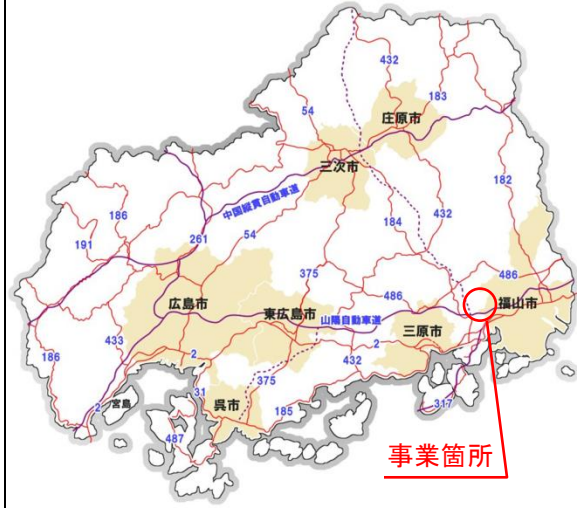 432
183
54
庄原市
三次市
182
中国縦貫自動車道
186
432
184
191
261
54
375
486
486
広島市
福山市
東広島市
山陽自動車道
三原市
433
186
2
2
432
375
31
2
宮島
呉市
185
317
487
事業箇所